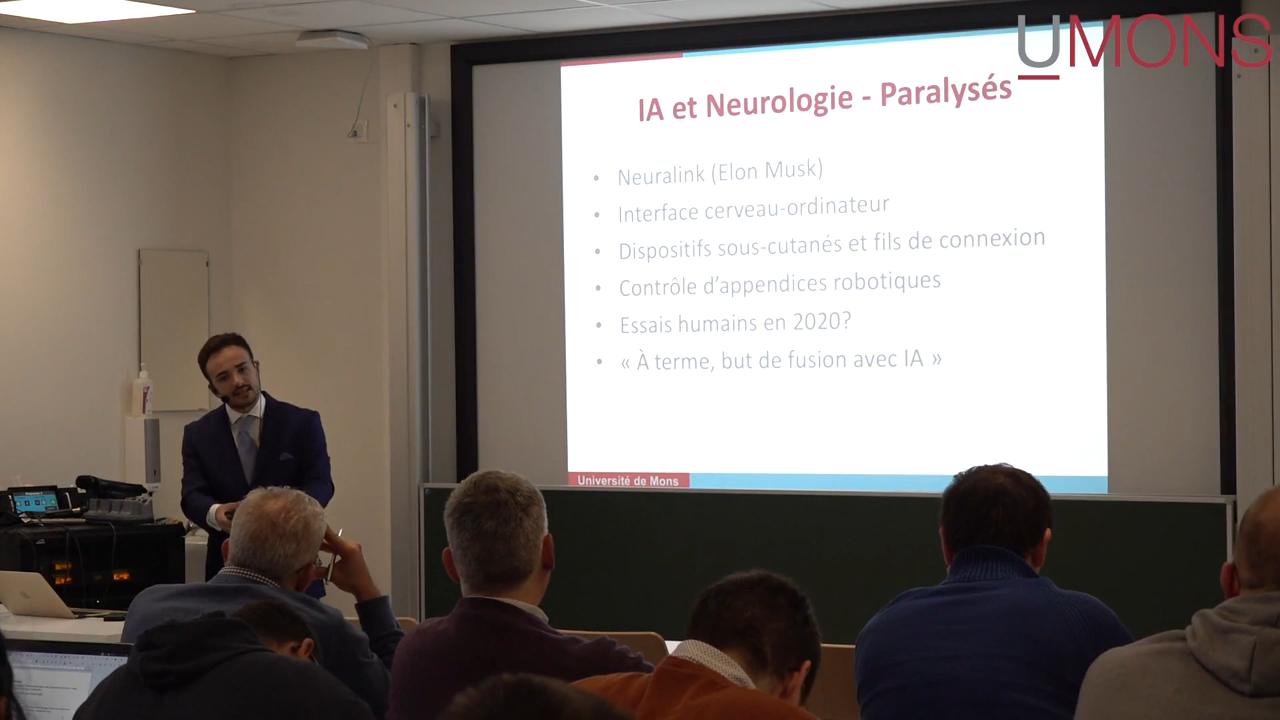 UMONS
IA et Neurologie - Paralysés
• Neuralink (Elon Musk)
• Interface cerveau-ordinateur
• Dispositifs sous-cutanés et fils de connexion
• Contrôle d'appendices robotiques
• Essais humains en 2020?
• « À terme, but de fusion avec IA »
Université de Mons